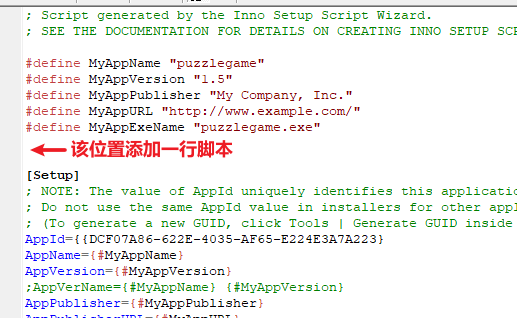 ; Script generated by the Inno Setup Script Wizard.
; SEE THE DOCUMENTATION FOR DETAILS ON CREATING INNO SETUP
#define MyAppName "puzzlegame"
#define MyAppVersion "1.5"
#define MyAppPublisher "My Company, Inc."
#define MyAppURL "http://www.example.com/"
#define MyAppExeName "puzzlegame.exe"
该位置添加一行脚本
[Setup]
; NOTE: The value of AppId uniquely identifies this
; Do not use the same AppId value in installers for other
; (To generate a new GUID, click Tools | Generate GUID inside
AppId={{DCF07A86-622E-4035-AF65-E224E3A7A223}
AppName={#MyAppName}
AppVersion={#MyAppVersion}
;AppVerName={#MyAppName} {#MyAppVersion}
AppPublisher={#MyAppPublisher}
AppPublisherURL={#MyAppURL}